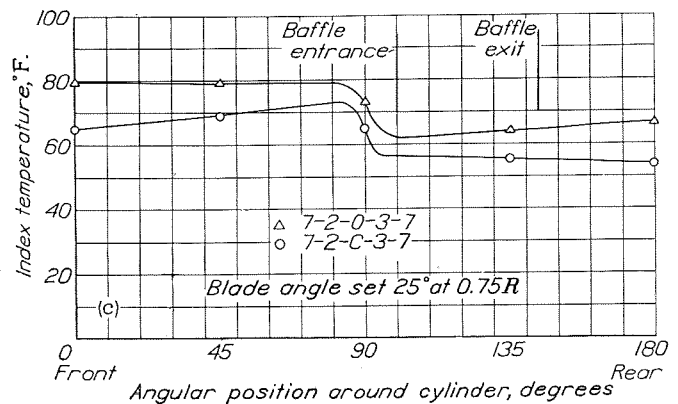 100
80
60
40
20
0
Index temperature, °F.
Baffle entrance
Baffle exit
△ 7-2-0-3-7
○ 7-2-C-3-7
Blade angle set 25° at 0.75R
(c)
0 45 90 135 180
Front Rear
Angular position around cylinder, degrees